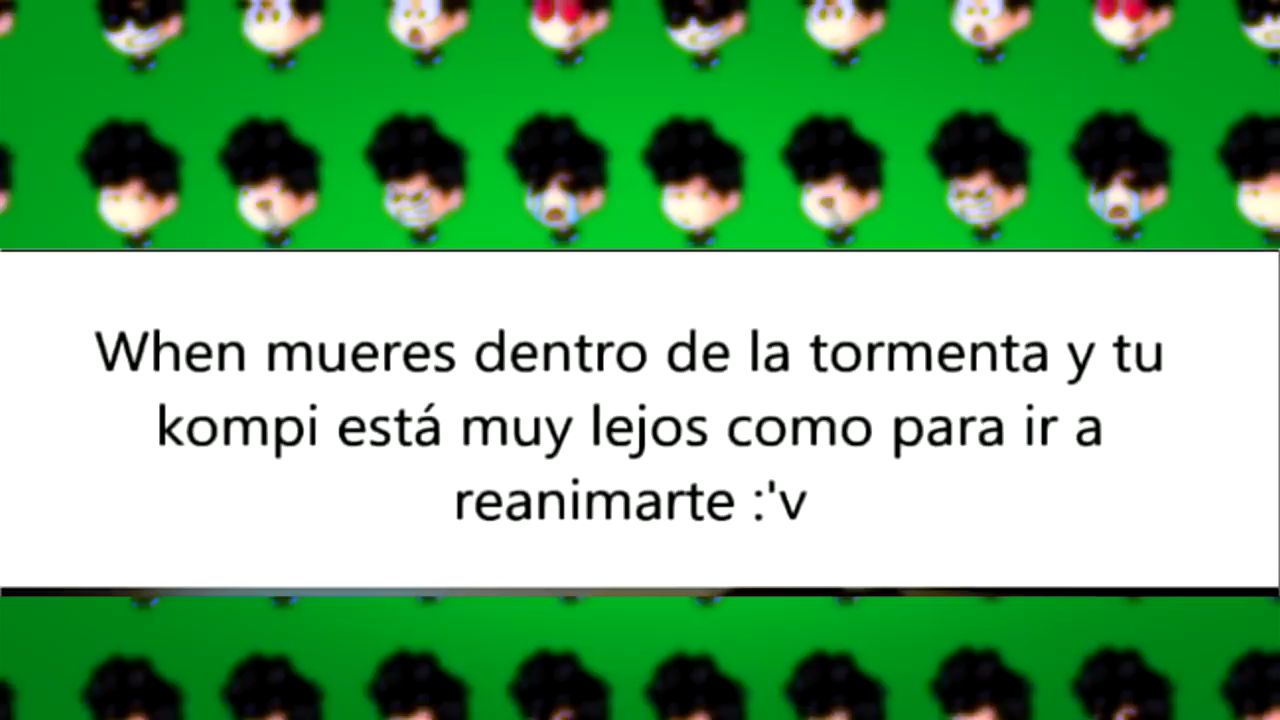 When mueres dentro de la tormenta y tu
kompi está muy lejos como para ir a
reanimarte :'v